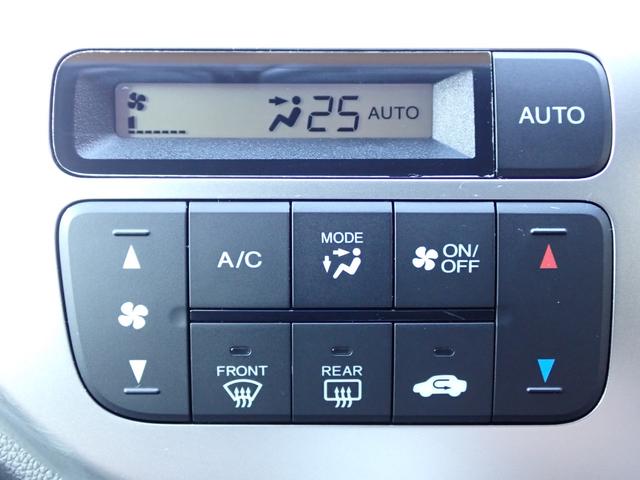 25 AUTO
AUTO
A/C
MODE
ON/
OFF
FRONT
REAR